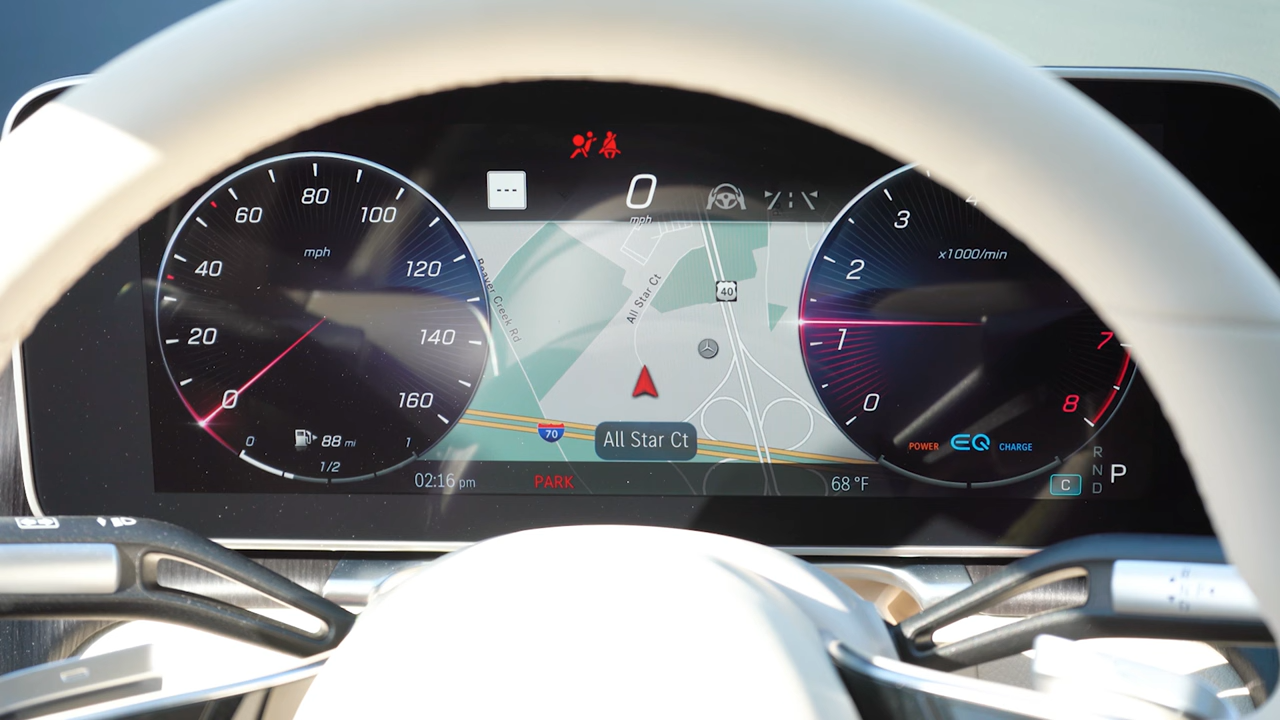 ---
0
mph
80
60
100
40
120
mph
20
140
0
160
0
88 mi
1
1/2
Beaver Creek Rd
All Star Ct
40
70
All Star Ct
3
x1000/min
2
1
7
0
8
POWER
EQ
CHARGE
R
N
D
P
C
02:16 pm
PARK
68 °F